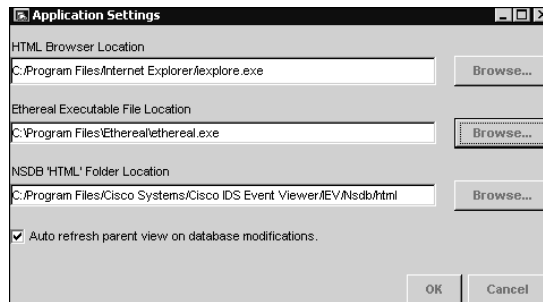 Application Settings
HTML Browser Location
C:/Program Files/Internet Explorer/iexplore.exe
Browse...
Ethereal Executable File Location
C:\Program Files\Ethereal\ethereal.exe
Browse...
NSDB 'HTML' Folder Location
C:/Program Files/Cisco Systems/Cisco IDS Event Viewer/IEV/Nsdb/html
Browse...
Auto refresh parent view on database modifications.
OK
Cancel